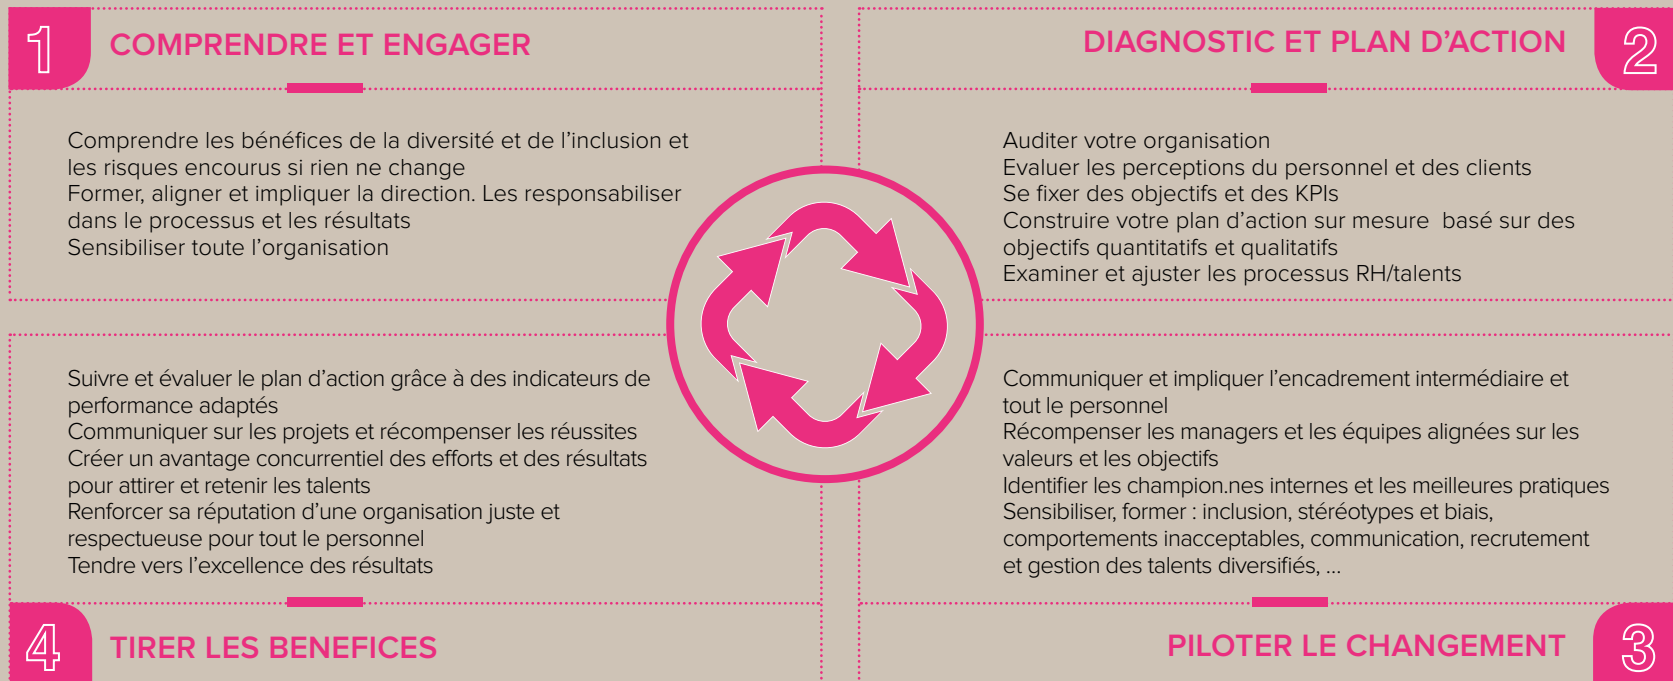 1
COMPRENDRE ET ENGAGER
Comprendre les bénéfices de la diversité et de l'inclusion et
les risques encourus si rien ne change
Former, aligner et impliquer la direction. Les responsabiliser
dans le processus et les résultats
Sensibiliser toute l'organisation
DIAGNOSTIC ET PLAN D'ACTION
2
Auditer votre organisation
Evaluer les perceptions du personnel et des clients
Se fixer des objectifs et des KPIs
Construire votre plan d'action sur mesure  basé sur des
objectifs quantitatifs et qualitatifs
Examiner et ajuster les processus RH/talents
Communiquer et impliquer l'encadrement intermédiaire et
tout le personnel
Récompenser les managers et les équipes alignées sur les
valeurs et les objectifs
Identifier les champion.nes internes et les meilleures pratiques
Sensibiliser, former : inclusion, stéréotypes et biais,
comportements inacceptables, communication, recrutement
et gestion des talents diversifiés, ...
PILOTER LE CHANGEMENT
3
Suivre et évaluer le plan d'action grâce à des indicateurs de
performance adaptés
Communiquer sur les projets et récompenser les réussites
Créer un avantage concurrentiel des efforts et des résultats
pour attirer et retenir les talents
Renforcer sa réputation d'une organisation juste et
respectueuse pour tout le personnel
Tendre vers l'excellence des résultats
4
TIRER LES BENEFICES